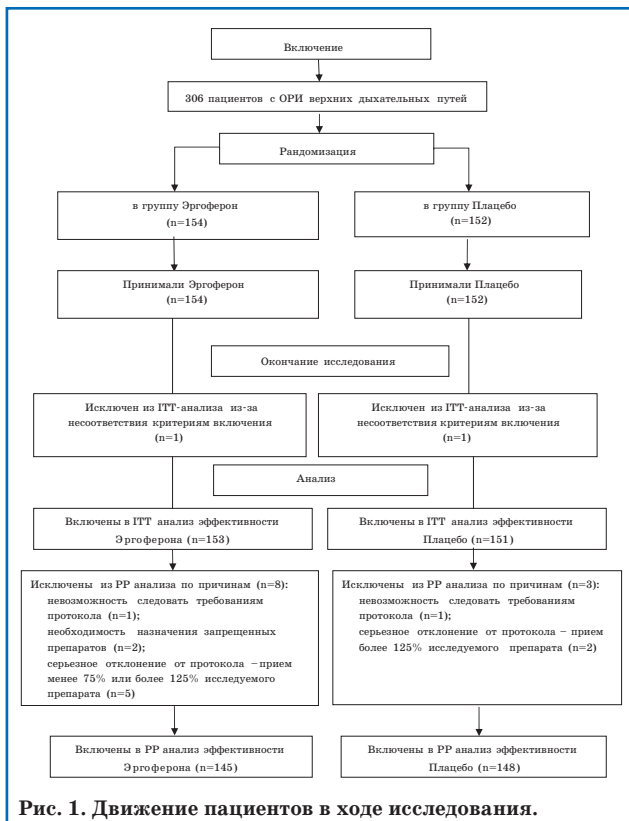 Включение
306 пациентов с ОРИ верхних дыхательных путей
Рандомизация
в группу Эргоферон
(n=154)
в группу Плацебо
(n=152)
Принимали Эргоферон
(n=154)
Принимали Плацебо
(n=152)
Окончание исследования
Исключен из ITT-анализа из-за
несоответствия критериям включения
(n=1)
Исключен из ITT-анализа из-за
несоответствия критериям включения
(n=1)
Анализ
Включены в ITT анализ эффективности
Эргоферона (n=153)
Включены в ITT анализ эффективности
Плацебо (n=151)
Исключены из PP анализа по причинам (n=8):
невозможность следовать требованиям
протокола (n=1);
необходимость назначения запрещенных
препаратов (n=2);
серьезное отклонение от протокола – прием
менее 75% или более 125% исследуемого
препарата (n=5)
Исключены из PP анализа по причинам (n=3):
невозможность следовать требованиям
протокола (n=1);
серьезное отклонение от протокола – прием
более 125% исследуемого препарата (n=2)
Включены в PP анализ эффективности
Эргоферона (n=145)
Включены в PP анализ эффективности
Плацебо (n=148)
Рис. 1. Движение пациентов в ходе исследования.